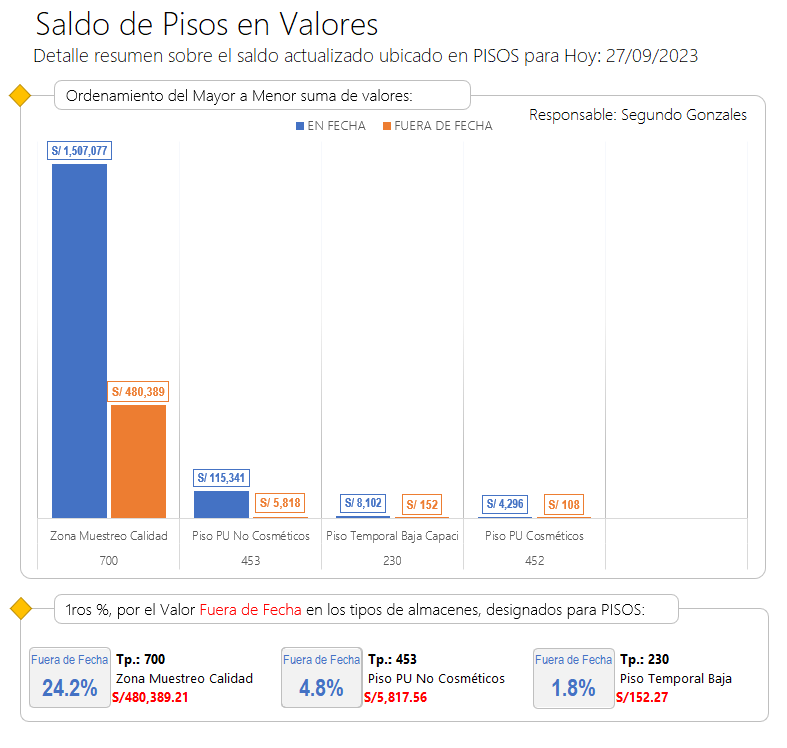 Saldo de Pisos en Valores
Detalle resumen sobre el saldo actualizado ubicado en PISOS para Hoy: 27/09/2023
Ordenamiento del Mayor a Menor suma de valores:
Responsable: Segundo Gonzales
EN FECHA FUERA DE FECHA
S/ 1,507,077
S/ 480,389
S/ 115,341
S/ 5,818
S/ 8,102
S/ 152
S/ 4,296
S/ 108
Zona Muestreo Calidad
Piso PU No Cosméticos
Piso Temporal Baja Capaci
Piso PU Cosméticos
700
453
230
452
1ros %, por el Valor Fuera de Fecha en los tipos de almacenes, designados para PISOS:
Fuera de Fecha
24.2%
Tp.: 700
Zona Muestreo Calidad
S/480,389.21
Fuera de Fecha
4.8%
Tp.: 453
Piso PU No Cosméticos
S/5,817.56
Fuera de Fecha
1.8%
Tp.: 230
Piso Temporal Baja
S/152.27